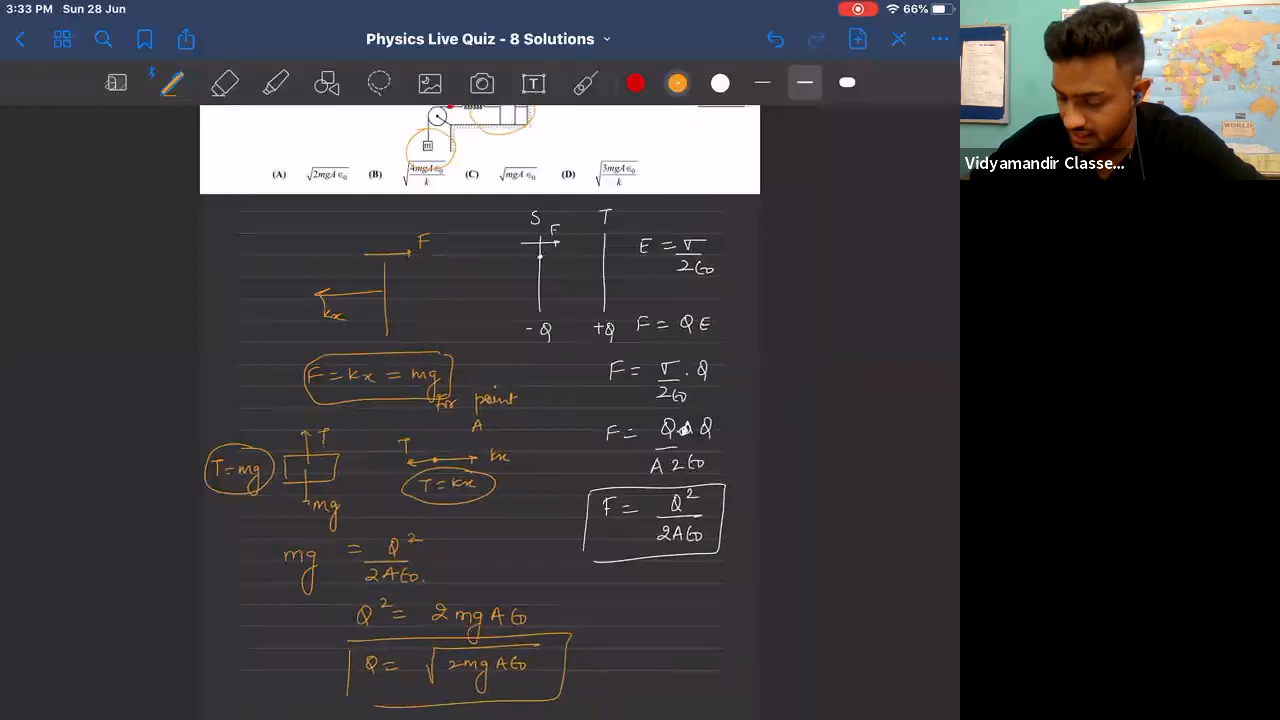 3:33 PM Sun 28 Jun
66%
Physics Live Quiz - 8 Solutions
T
m
(A) √2mgA∈₀ (B) √(4mgA∈₀/k) (C) √mgA∈₀ (D) √(3mgA∈₀/k)
WORLD
Vidyamandir Classe...
F
kx
F = kx = mg
for point
A
T = mg
T
mg
T
kx
T = kx
mg = Q²/2A∈₀.
Q² = 2mgA∈₀
Q = √2mgA∈₀
S T
F
-Q +Q
E = σ/2∈₀
F = QE
F = σ/2∈₀ . Q
F = Q Q/A 2∈₀
F = Q²/2A∈₀